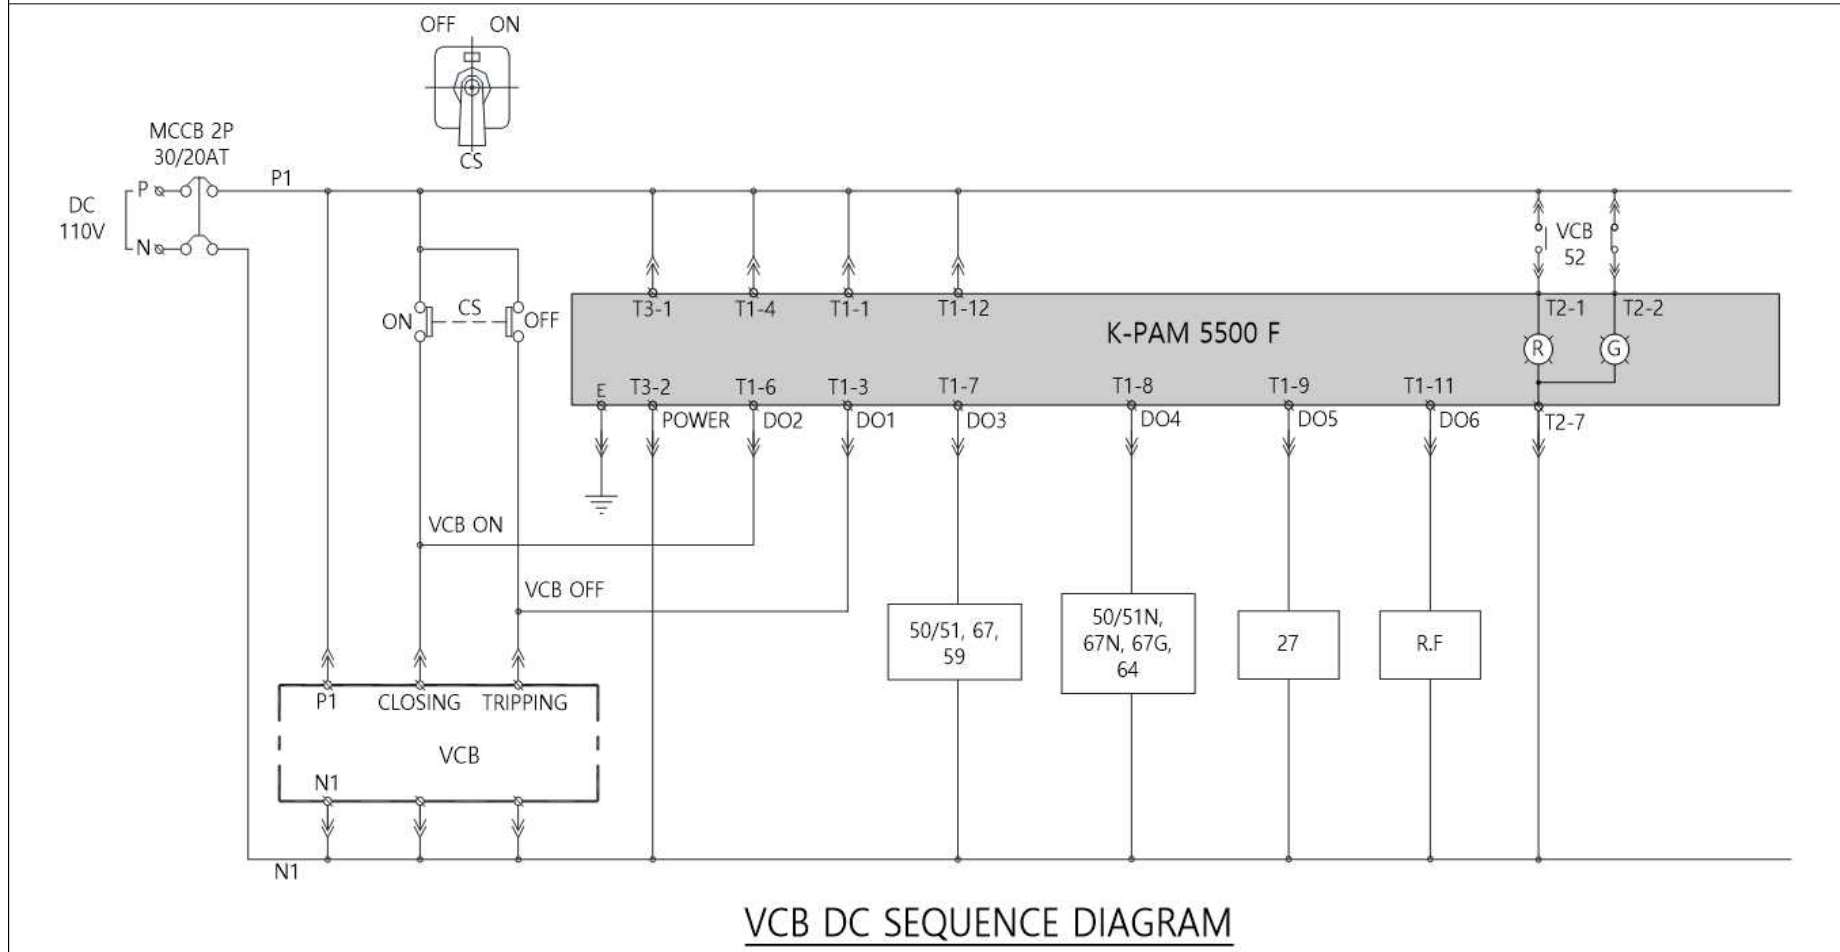 OFF ON
CS
MCCB 2P
30/20AT
P1
P
DC
110V
N
VCB
52
T3-1 T1-4 T1-1 T1-12 T2-1 T2-2
ON CS OFF
K-PAM 5500 F
R G
E T3-2 T1-6 T1-3 T1-7 T1-8 T1-9 T1-11
POWER DO2 DO1 DO3 DO4 DO5 DO6 T2-7
VCB ON
VCB OFF
50/51, 67,
59
50/51N,
67N, 67G,
64
27
R.F
P1 CLOSING TRIPPING
VCB
N1
N1
VCB DC SEQUENCE DIAGRAM